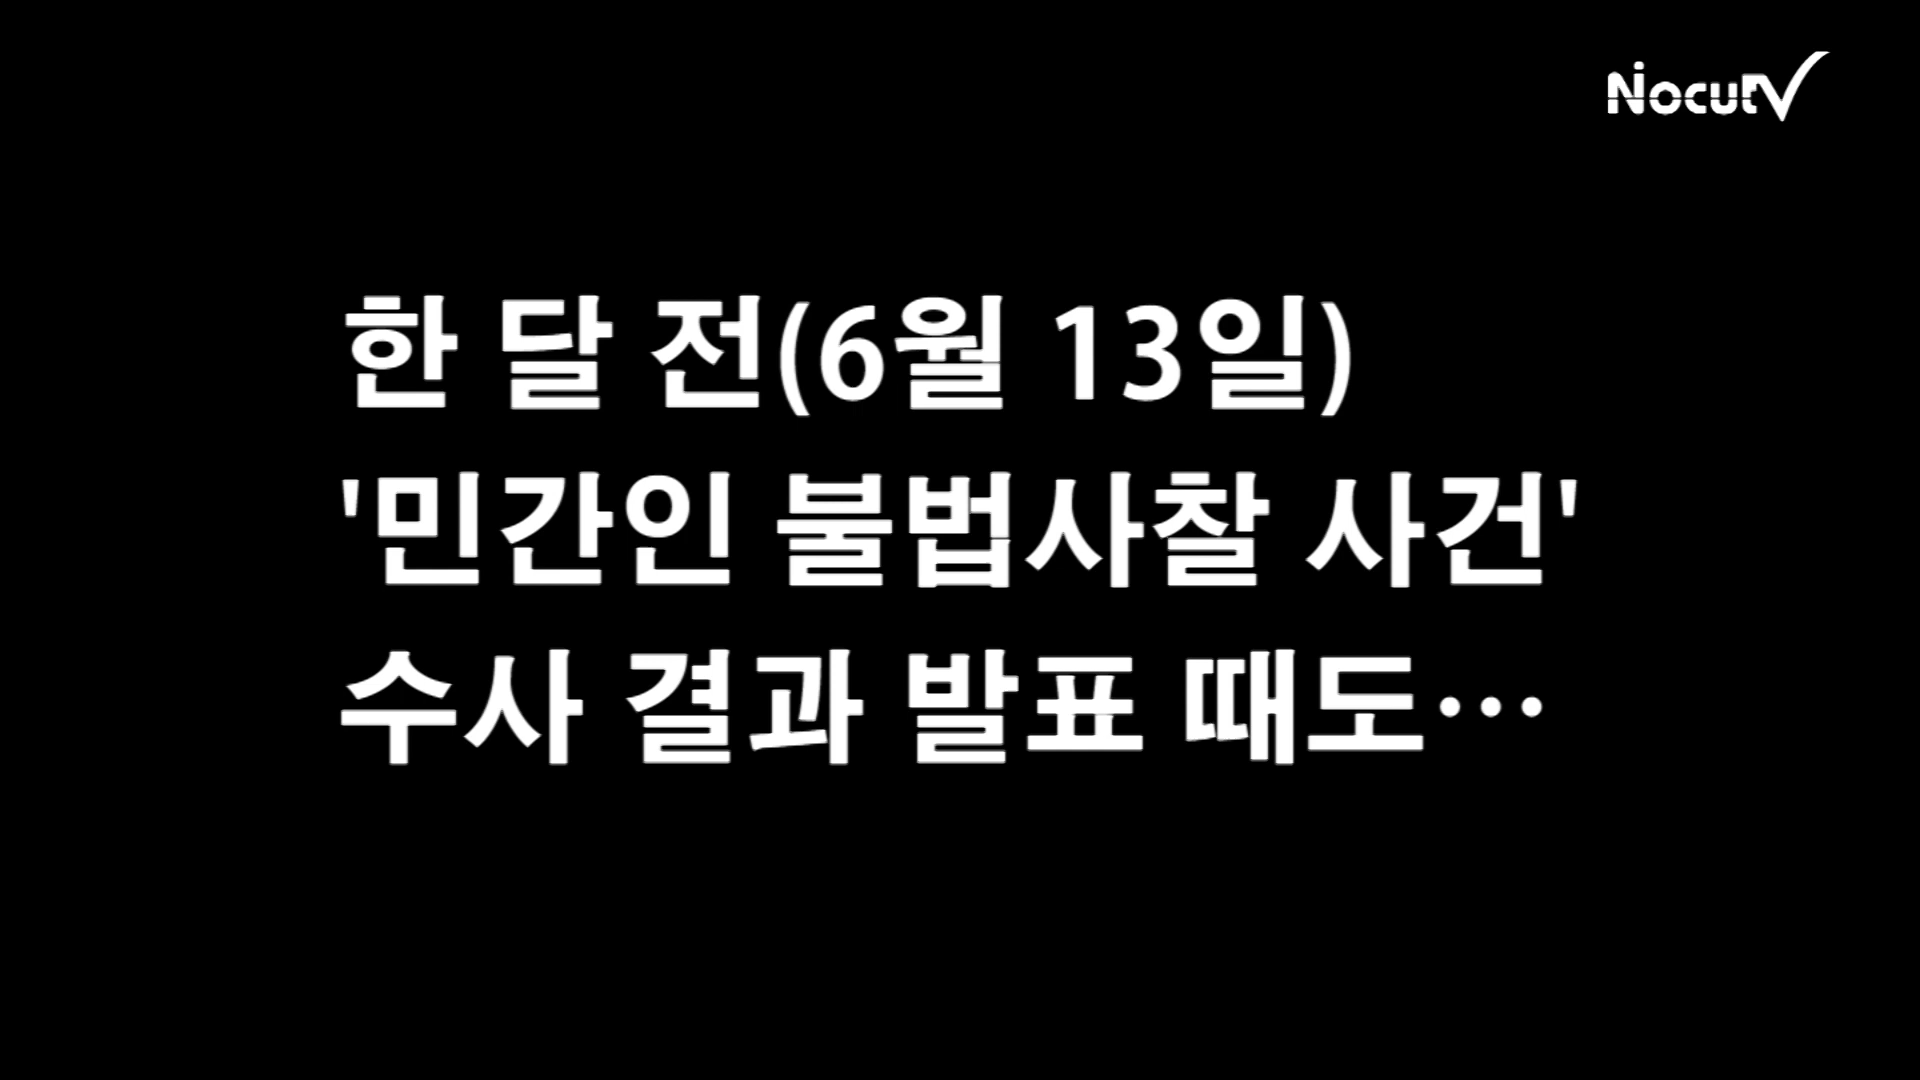 NocutV
한 달 전(6월 13일)
'민간인 불법사찰 사건'
수사 결과 발표 때도…